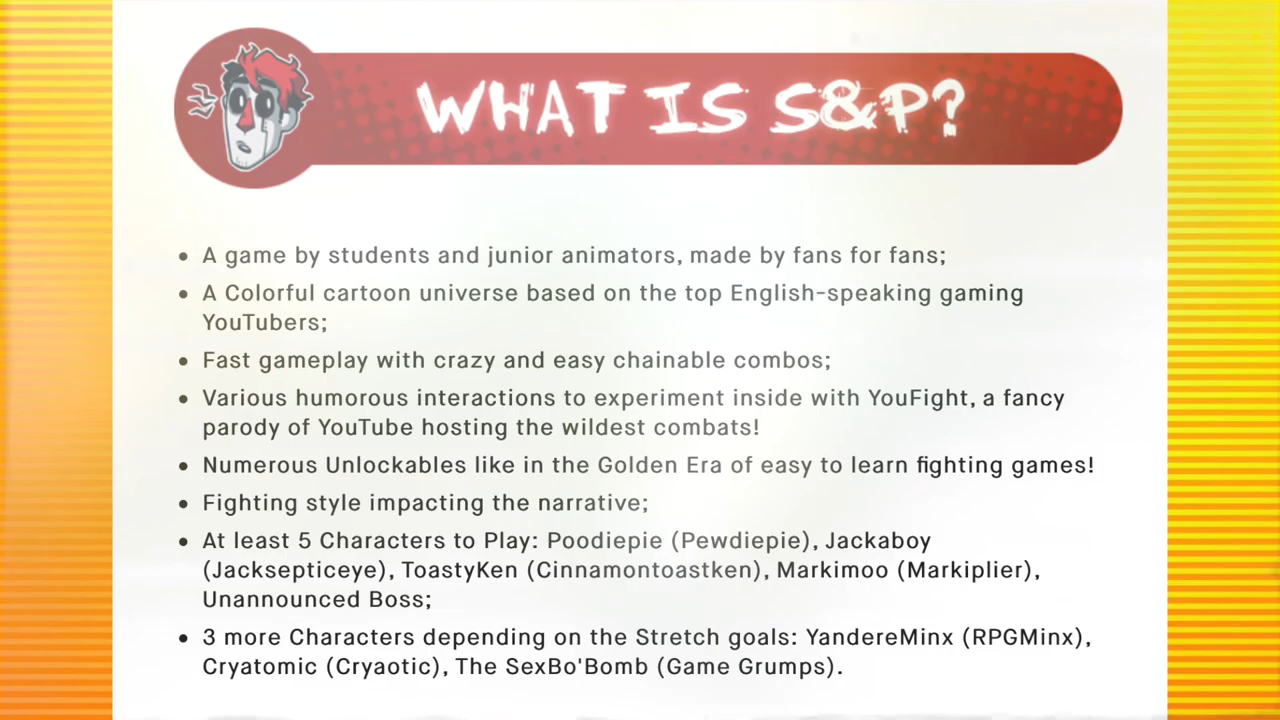 WHAT IS S&P?
• A game by students and junior animators, made by fans for fans;
• A Colorful cartoon universe based on the top English-speaking gaming
YouTubers;
• Fast gameplay with crazy and easy chainable combos;
• Various humorous interactions to experiment inside with YouFight, a fancy
parody of YouTube hosting the wildest combats!
• Numerous Unlockables like in the Golden Era of easy to learn fighting games!
• Fighting style impacting the narrative;
• At least 5 Characters to Play: Poodiepie (Pewdiepie), Jackaboy
(Jacksepticeye), ToastyKen (Cinnamontoastken), Markimoo (Markiplier),
Unannounced Boss;
• 3 more Characters depending on the Stretch goals: YandereMinx (RPGMinx),
Cryatomic (Cryaotic), The SexBo'Bomb (Game Grumps).